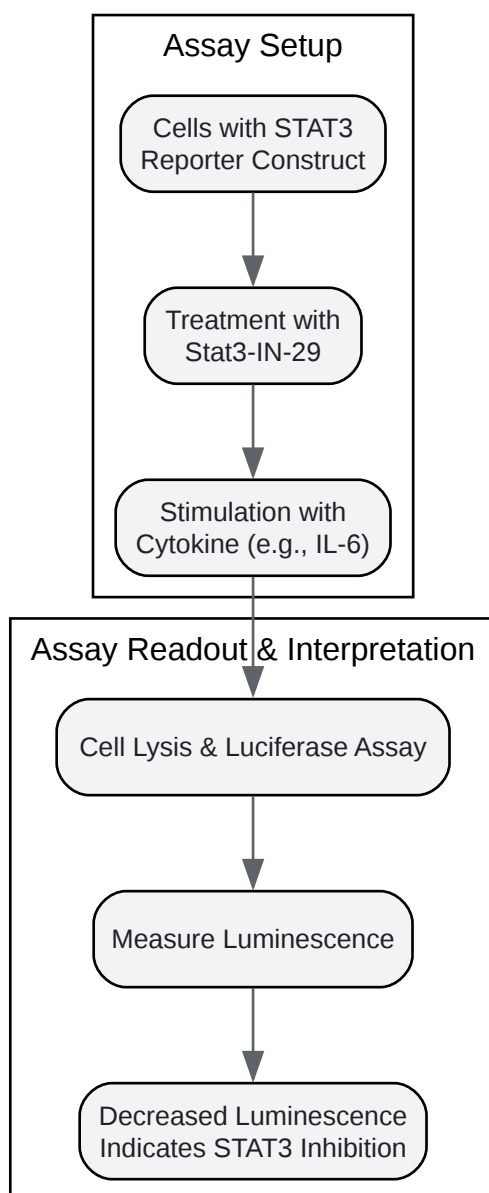 Assay Setup
Cells with STAT3
Reporter Construct
Treatment with
Stat3-IN-29
Stimulation with
Cytokine (e.g., IL-6)
Assay Readout & Interpretation
Cell Lysis & Luciferase Assay
Measure Luminescence
Decreased Luminescence
Indicates STAT3 Inhibition